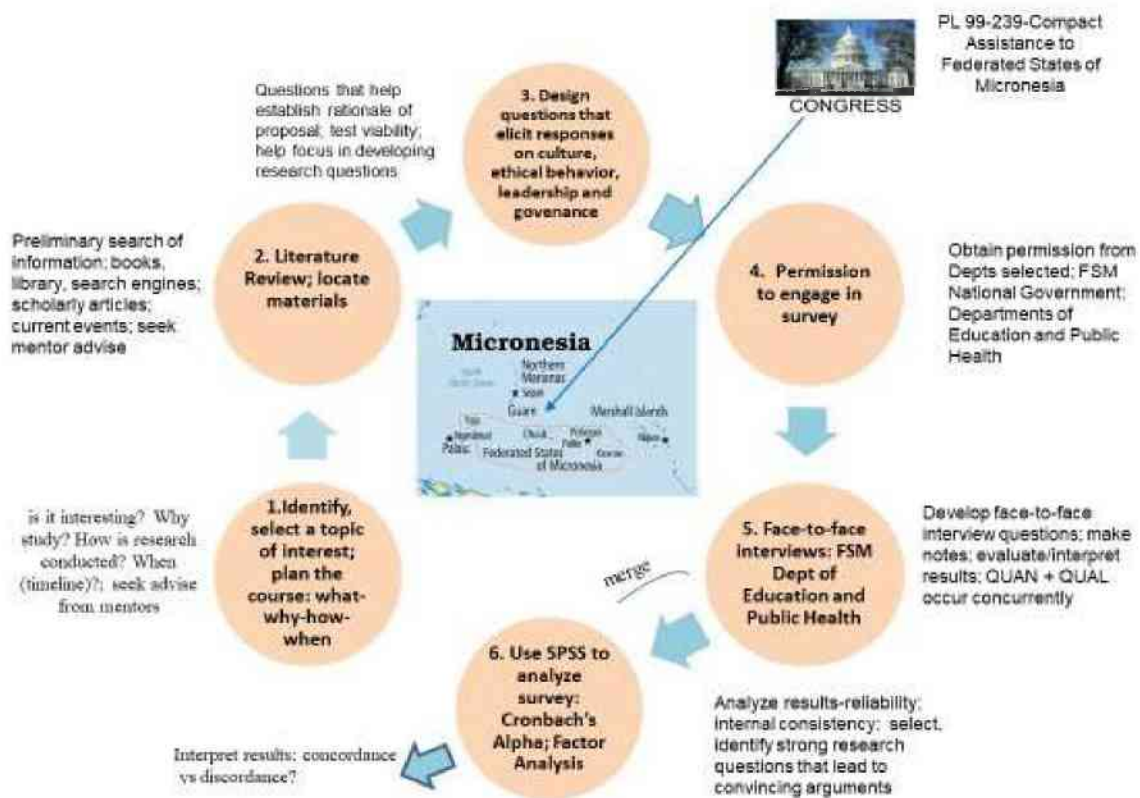 PL 99-239-Compact
Assistance to
Federated States of
Micronesia
CONGRESS
Questions that help
establish rationale of
proposal; test viability;
help focus in developing
research questions
3. Design
questions that
elicit responses
on culture,
ethical behavior,
leadership and
govenance
Preliminary search of
information; books,
library, search engines;
scholarly articles;
current events; seek
mentor advise
2. Literature
Review; locate
materials
4. Permission
to engage in
survey
Obtain permission from
Depts selected; FSM
National Government;
Departments of
Education and Public
Health
Micronesia
Northern
Marianas
Guam
Marshall Islands
Yap
Chuuk
Palau
Federated States
of Micronesia
is it interesting? Why
study? How is research
conducted? When
(timeline)?; seek advise
from mentors
1.Identify,
select a topic
of interest;
plan the
course: what-
why-how-
when
5. Face-to-face
interviews: FSM
Dept of
Education and
Public Health
Develop face-to-face
interview questions; make
notes; evaluate/interpret
results; QUAN + QUAL
occur concurrently
merge
6. Use SPSS to
analyze
survey:
Cronbach's
Alpha; Factor
Analysis
Analyze results-reliability;
internal consistency; select,
identify strong research
questions that lead to
convincing arguments
Interpret results: concordance
vs discordance?